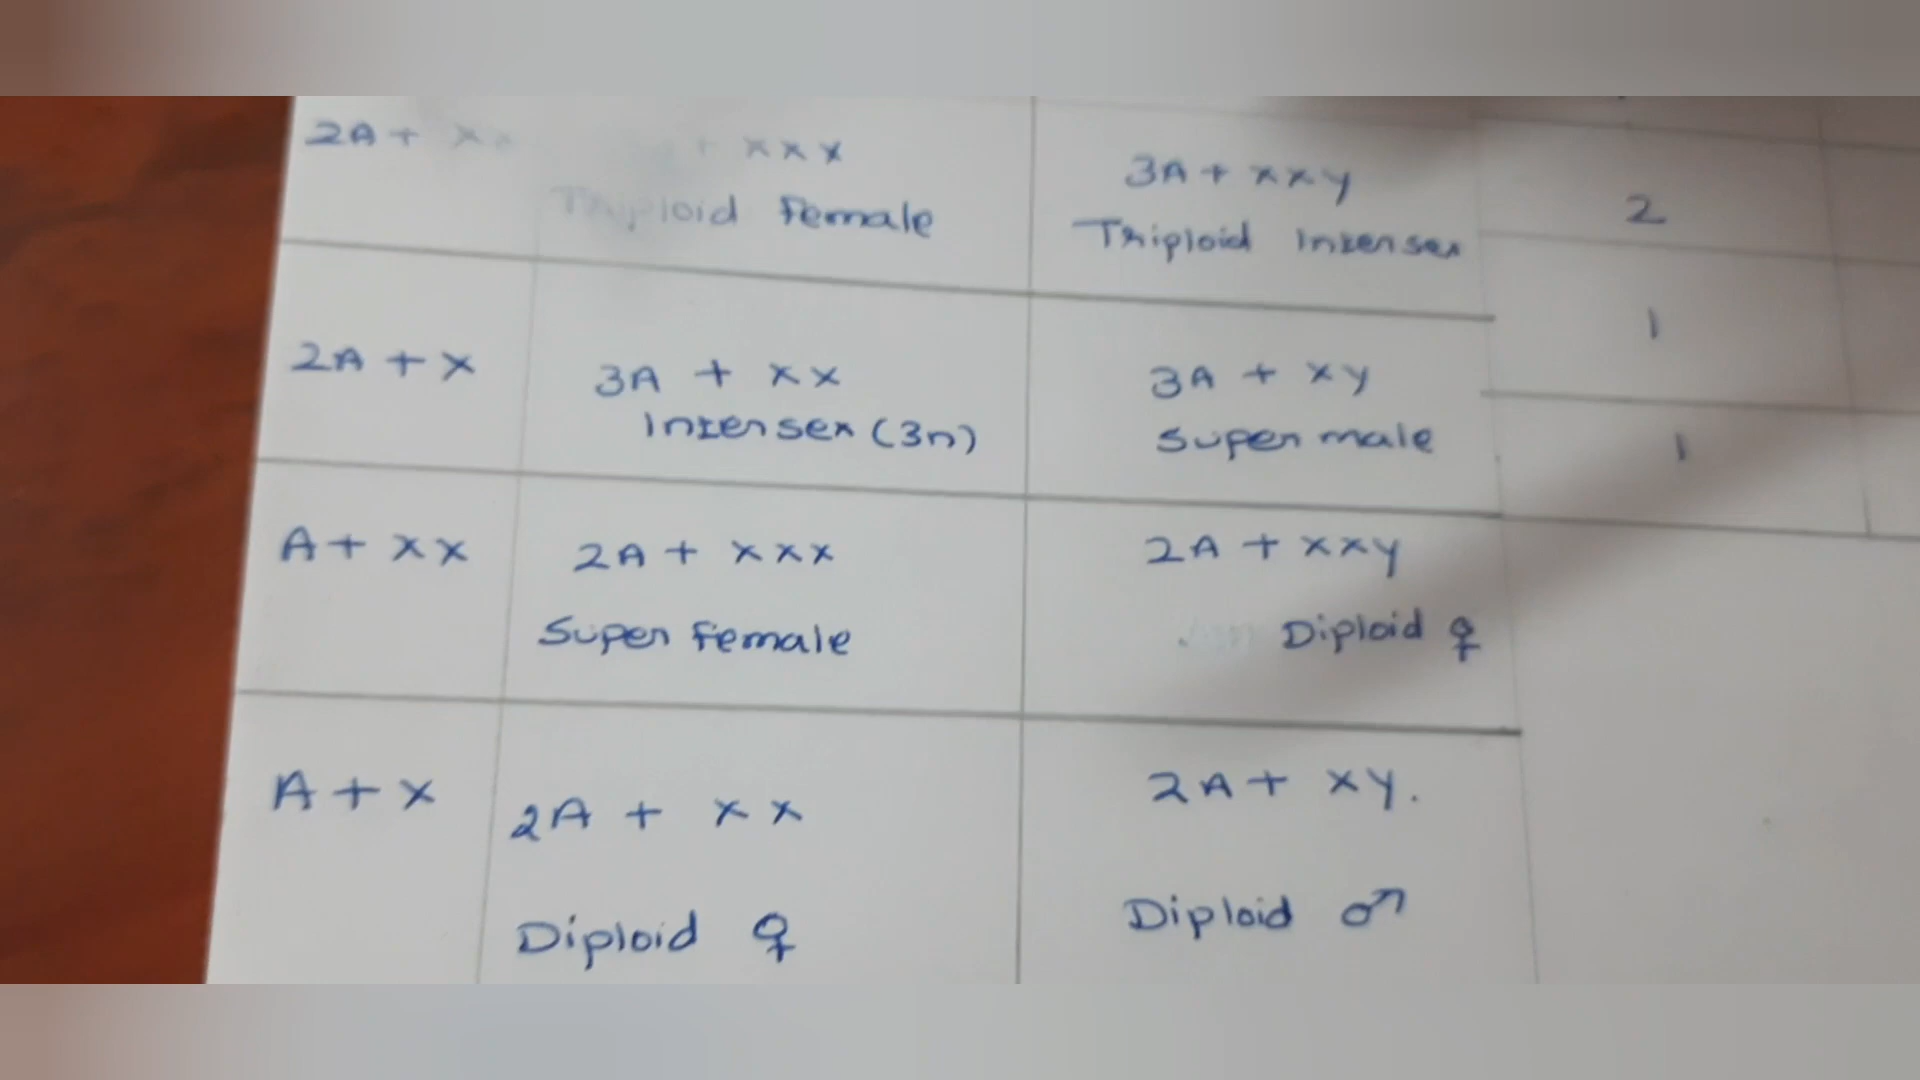 2A + xx
+ xxx
3A + xxy
2
Triploid Female
Triploid Intersex
1
2A + x
3A + xx
3A + xy
Intersex (3n)
Super male
1
A + xx
2A + xxx
2A + xxy
Super Female
Diploid ♀
A + x
2A + xx
2A + xy.
Diploid ♀
Diploid ♂